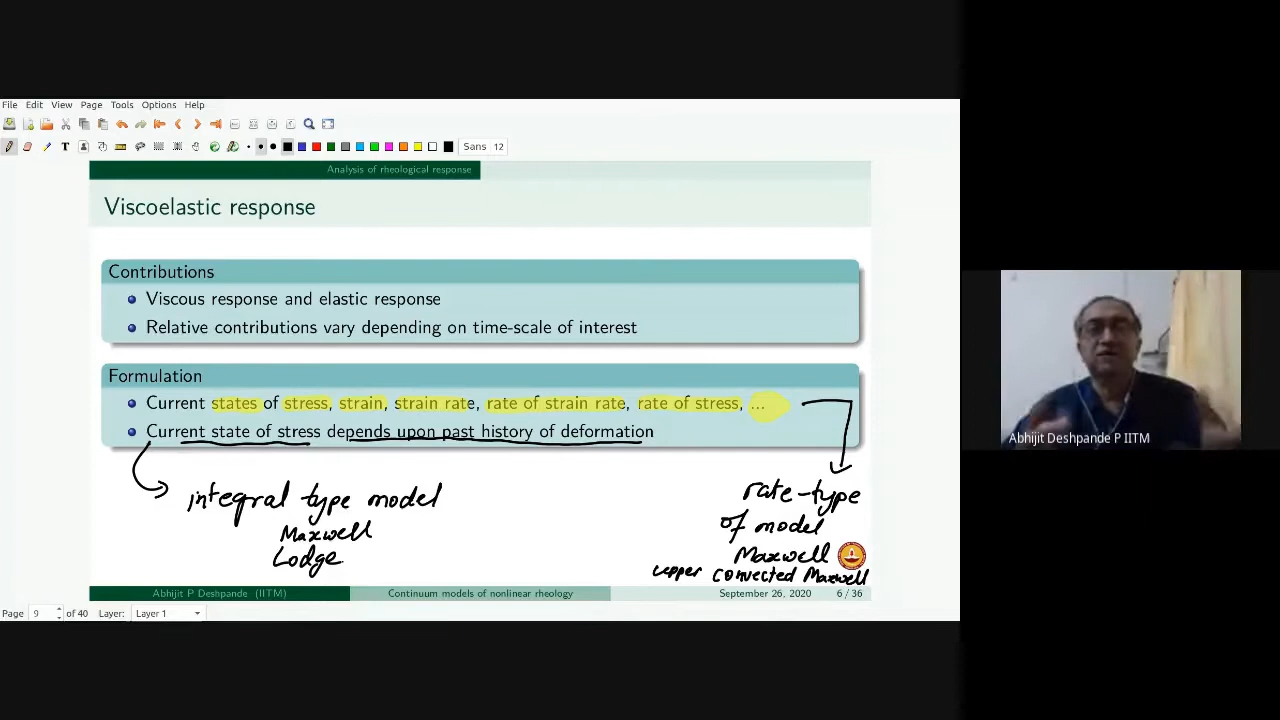 File Edit View Page Tools Options Help
Sans 12
Analysis of rheological response
Viscoelastic response
Contributions
Viscous response and elastic response
Relative contributions vary depending on time-scale of interest
Formulation
Current states of stress, strain, strain rate, rate of strain rate, rate of stress, ...
Current state of stress depends upon past history of deformation
integral type model
Maxwell
Lodge
rate-type
of model
Maxwell
upper convected Maxwell
Abhijit P Deshpande (IITM) Continuum models of nonlinear rheology September 26, 2020 6 / 36
Page 9 of 40 Layer: Layer 1
Abhijit Deshpande P IITM